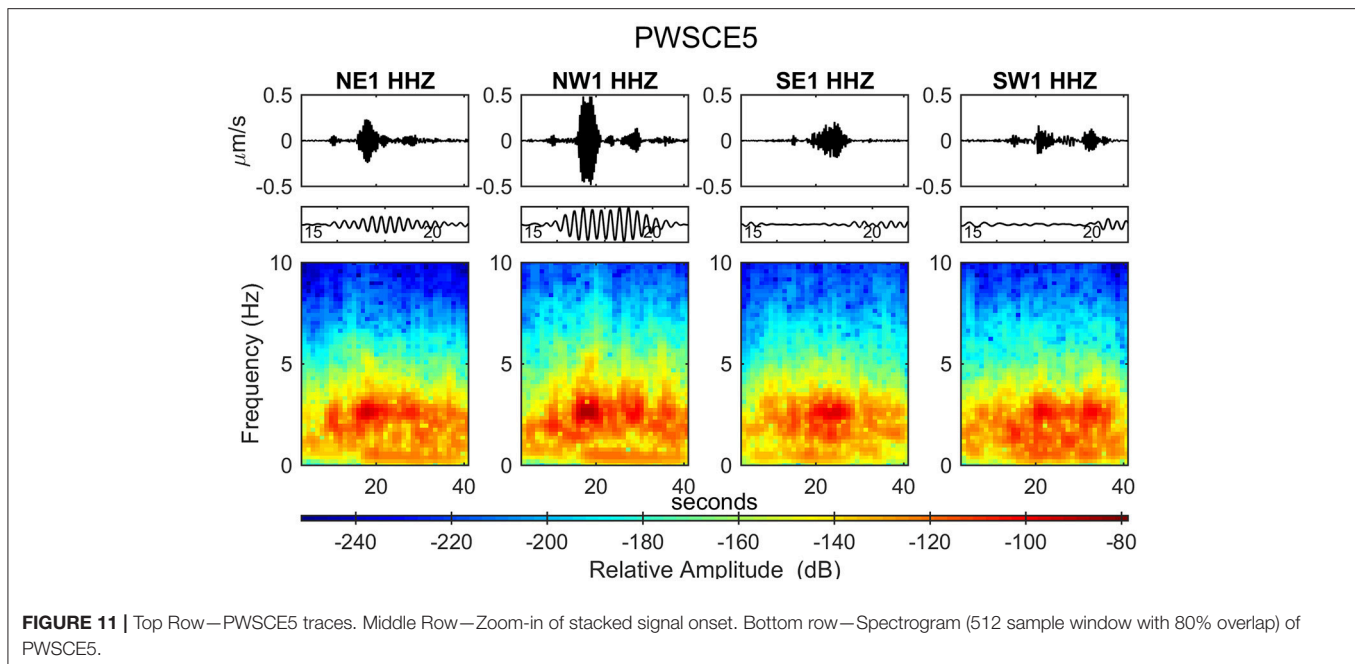 PWSCE5
NE1 HHZ NW1 HHZ SE1 HHZ SW1 HHZ
0.5 0.5 0.5 0.5
μm/s
0 0 0 0
-0.5 -0.5 -0.5 -0.5
15 20 15 20 15 20 15 20
10 10 10 10
Frequency (Hz)
5 5 5 5
0 0 0 0
20 40 20 40 20 40 20 40
seconds
-240 -220 -200 -180 -160 -140 -120 -100 -80
Relative Amplitude (dB)
FIGURE 11 | Top Row—PWSCE5 traces. Middle Row—Zoom-in of stacked signal onset. Bottom row—Spectrogram (512 sample window with 80% overlap) of
PWSCE5.